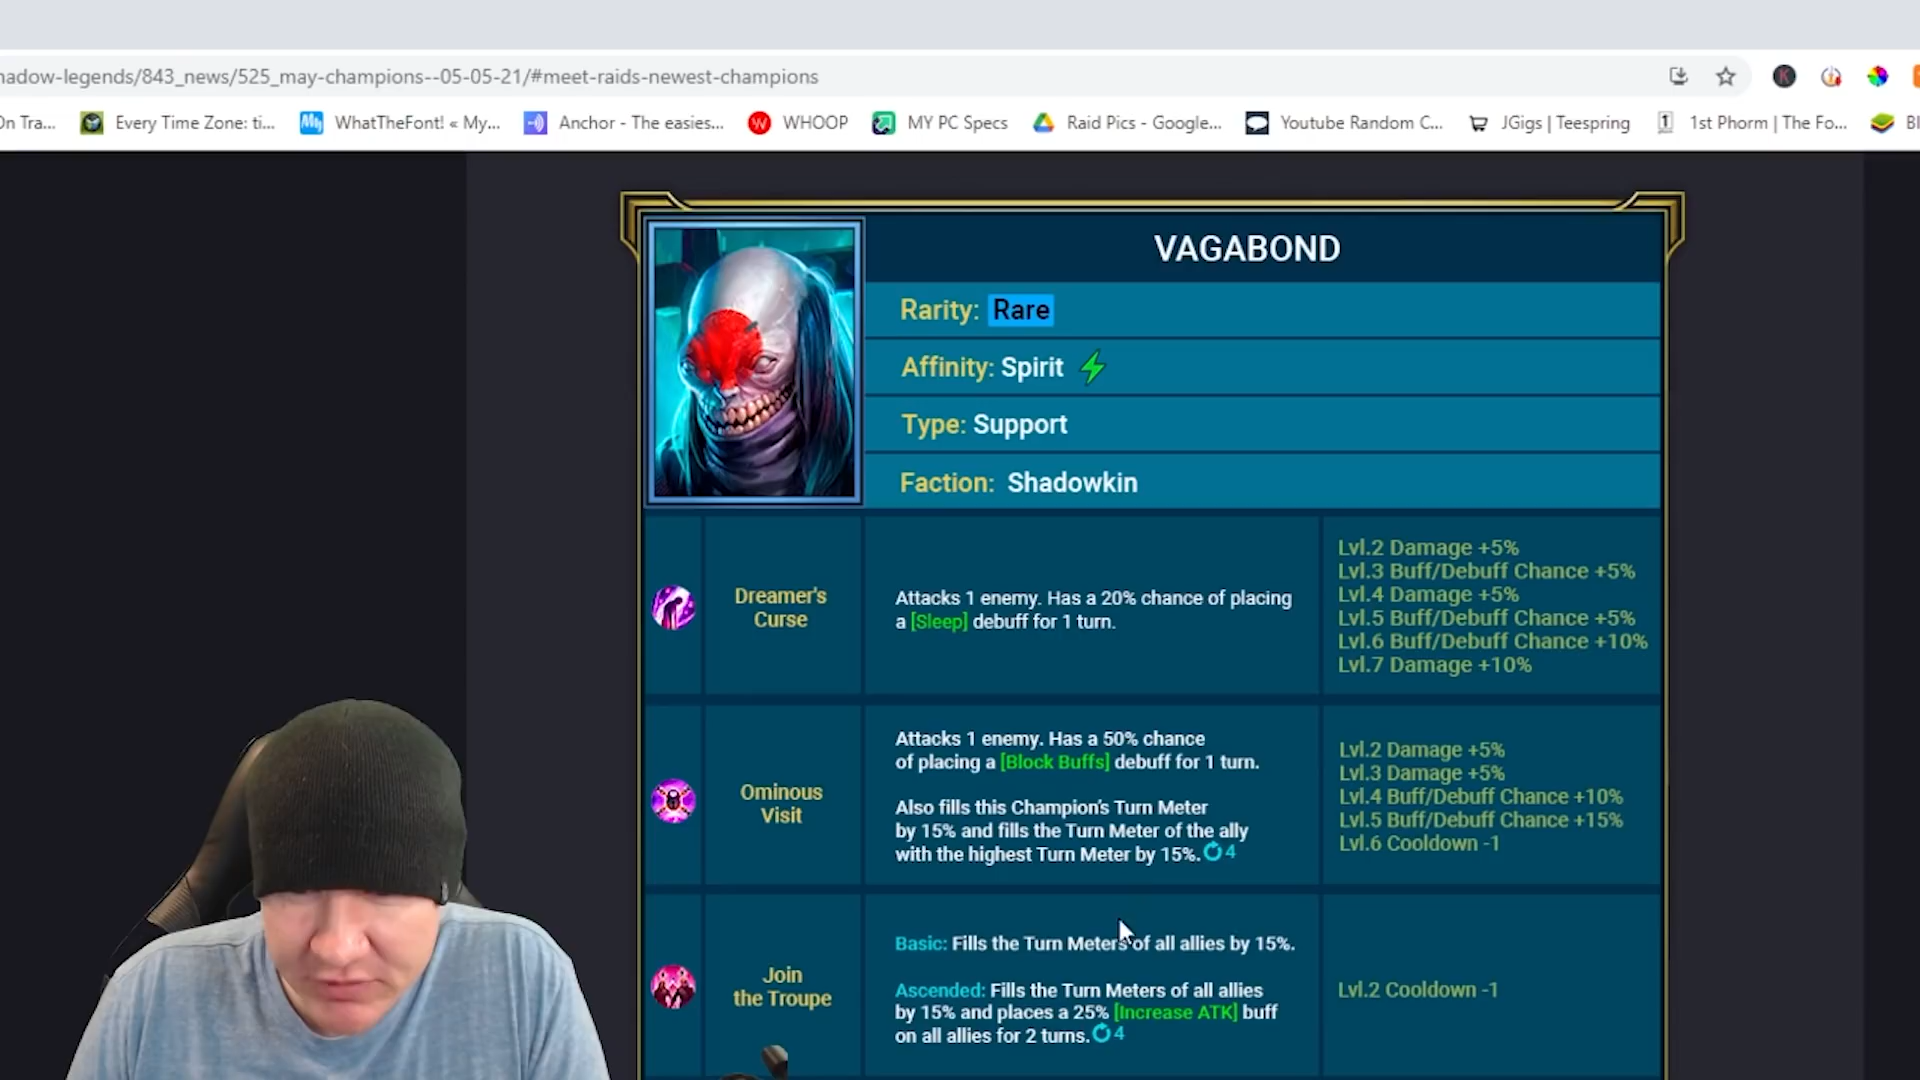 hadow-legends/843_news/525_may-champions--05-05-21/#meet-raids-newest-champions
On Tra...
Every Time Zone: ti...
WhatTheFont! « My...
Anchor - The easies...
WHOOP
MY PC Specs
Raid Pics - Google...
Youtube Random C...
JGigs | Teespring
1st Phorm | The Fo...
VAGABOND
Rarity: Rare
Affinity: Spirit
Type: Support
Faction: Shadowkin
Dreamer's
Curse
Attacks 1 enemy. Has a 20% chance of placing
a [Sleep] debuff for 1 turn.
Lvl.2 Damage +5%
Lvl.3 Buff/Debuff Chance +5%
Lvl.4 Damage +5%
Lvl.5 Buff/Debuff Chance +5%
Lvl.6 Buff/Debuff Chance +10%
Lvl.7 Damage +10%
Ominous
Visit
Attacks 1 enemy. Has a 50% chance
of placing a [Block Buffs] debuff for 1 turn.
Also fills this Champion's Turn Meter
by 15% and fills the Turn Meter of the ally
with the highest Turn Meter by 15%. 4
Lvl.2 Damage +5%
Lvl.3 Damage +5%
Lvl.4 Buff/Debuff Chance +10%
Lvl.5 Buff/Debuff Chance +15%
Lvl.6 Cooldown -1
Join
the Troupe
Basic: Fills the Turn Meters of all allies by 15%.
Ascended: Fills the Turn Meters of all allies
by 15% and places a 25% [Increase ATK] buff
on all allies for 2 turns. 4
Lvl.2 Cooldown -1